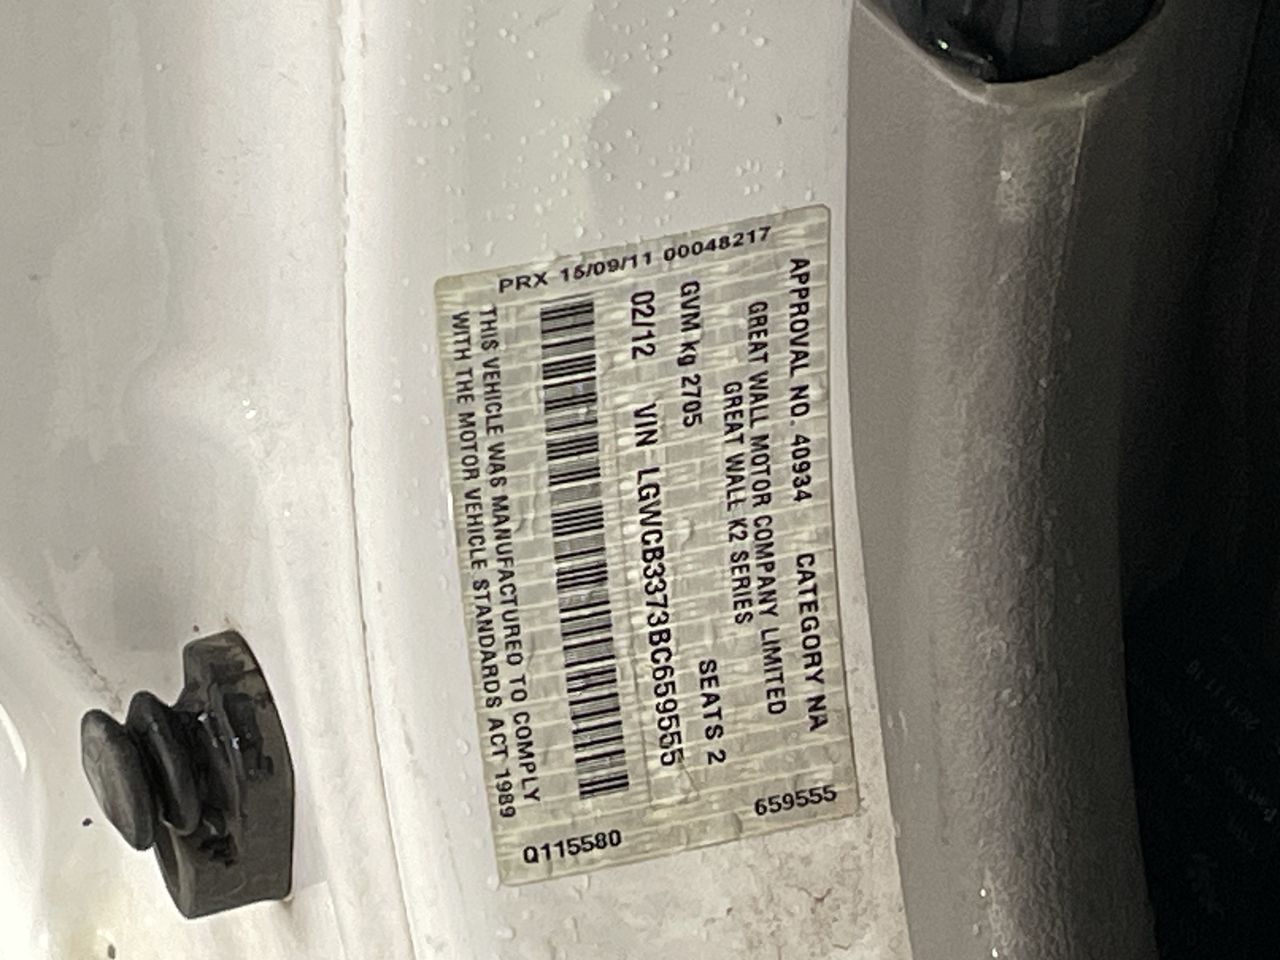 APPROVAL NO. 40934 CATEGORY NA
GREAT WALL MOTOR COMPANY LIMITED
GREAT WALL K2 SERIES
GVM kg 2705 SEATS 2
02/12 VIN LGWCB3373BC659555
THIS VEHICLE WAS MANUFACTURED TO COMPLY
WITH THE MOTOR VEHICLE STANDARDS ACT 1989
PRX 15/09/11 00048217
659555
Q115580